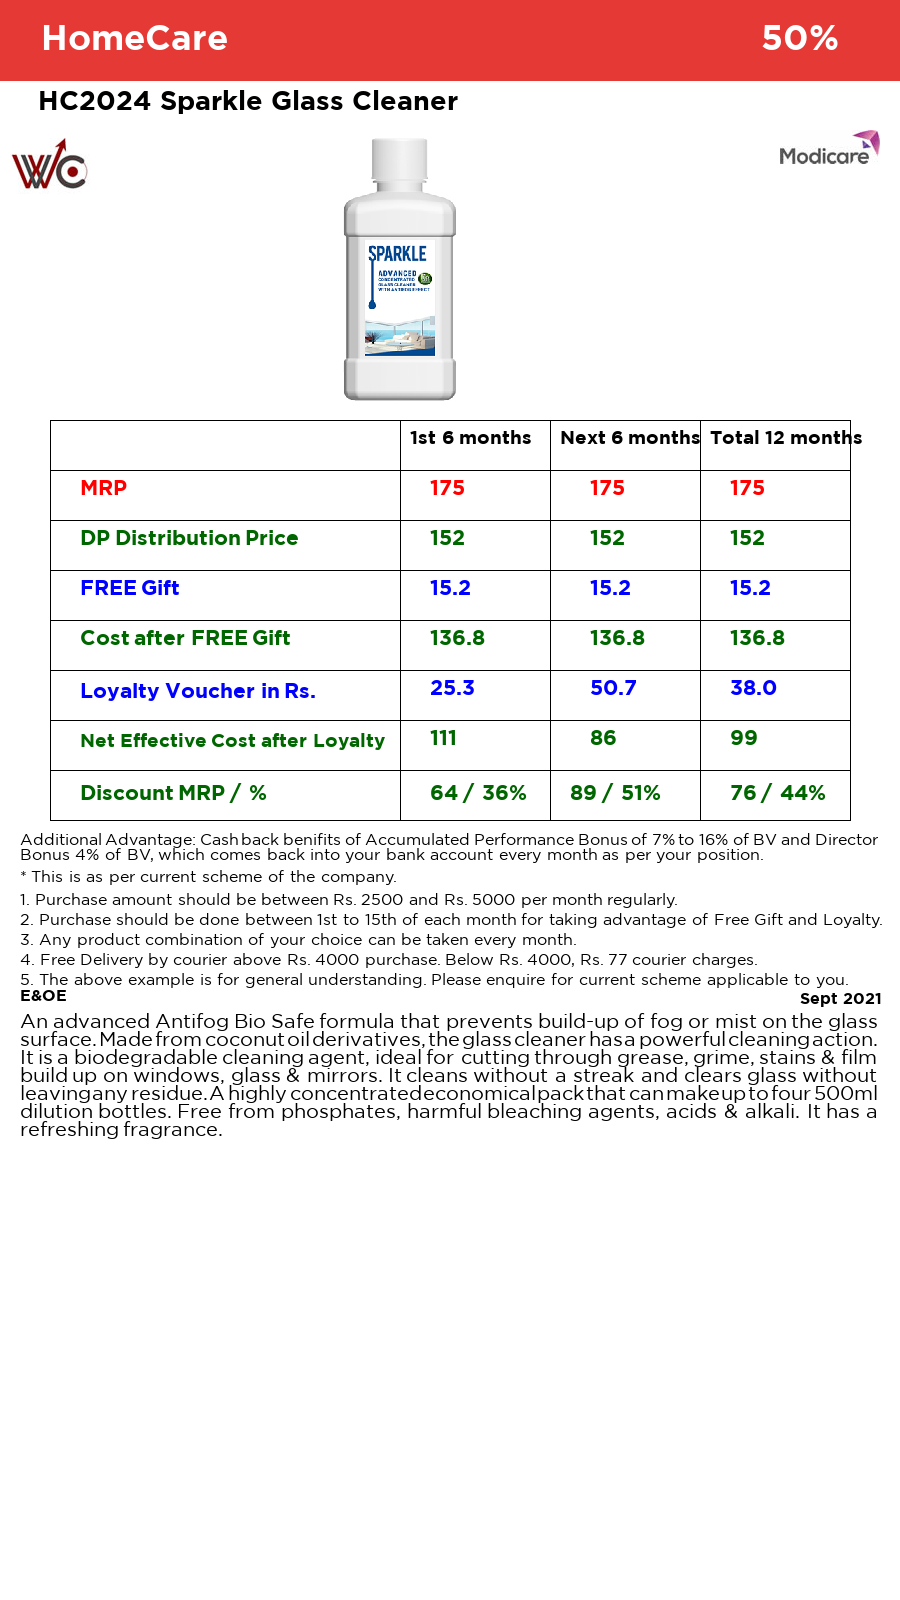 HomeCare 50%
HC2024 Sparkle Glass Cleaner
WC
Modicare
SPARKLE
ADVANCED
CONCENTRATED
GLASS CLEANER
WITH ANTIFOG EFFECT
1st 6 months Next 6 months Total 12 months
MRP 175 175 175
DP Distribution Price 152 152 152
FREE Gift 15.2 15.2 15.2
Cost after FREE Gift 136.8 136.8 136.8
Loyalty Voucher in Rs. 25.3 50.7 38.0
Net Effective Cost after Loyalty 111 86 99
Discount MRP / % 64 / 36% 89 / 51% 76 / 44%
Additional Advantage: Cash back benifits of Accumulated Performance Bonus of 7% to 16% of BV and Director
Bonus 4% of BV, which comes back into your bank account every month as per your position.
* This is as per current scheme of the company.
1. Purchase amount should be between Rs. 2500 and Rs. 5000 per month regularly.
2. Purchase should be done between 1st to 15th of each month for taking advantage of Free Gift and Loyalty.
3. Any product combination of your choice can be taken every month.
4. Free Delivery by courier above Rs. 4000 purchase. Below Rs. 4000, Rs. 77 courier charges.
5. The above example is for general understanding. Please enquire for current scheme applicable to you.
E&OE Sept 2021
An advanced Antifog Bio Safe formula that prevents build-up of fog or mist on the glass
surface. Made from coconut oil derivatives, the glass cleaner has a powerful cleaning action.
It is a biodegradable cleaning agent, ideal for cutting through grease, grime, stains & film
build up on windows, glass & mirrors. It cleans without a streak and clears glass without
leaving any residue. A highly concentrated economical pack that can make up to four 500ml
dilution bottles. Free from phosphates, harmful bleaching agents, acids & alkali. It has a
refreshing fragrance.